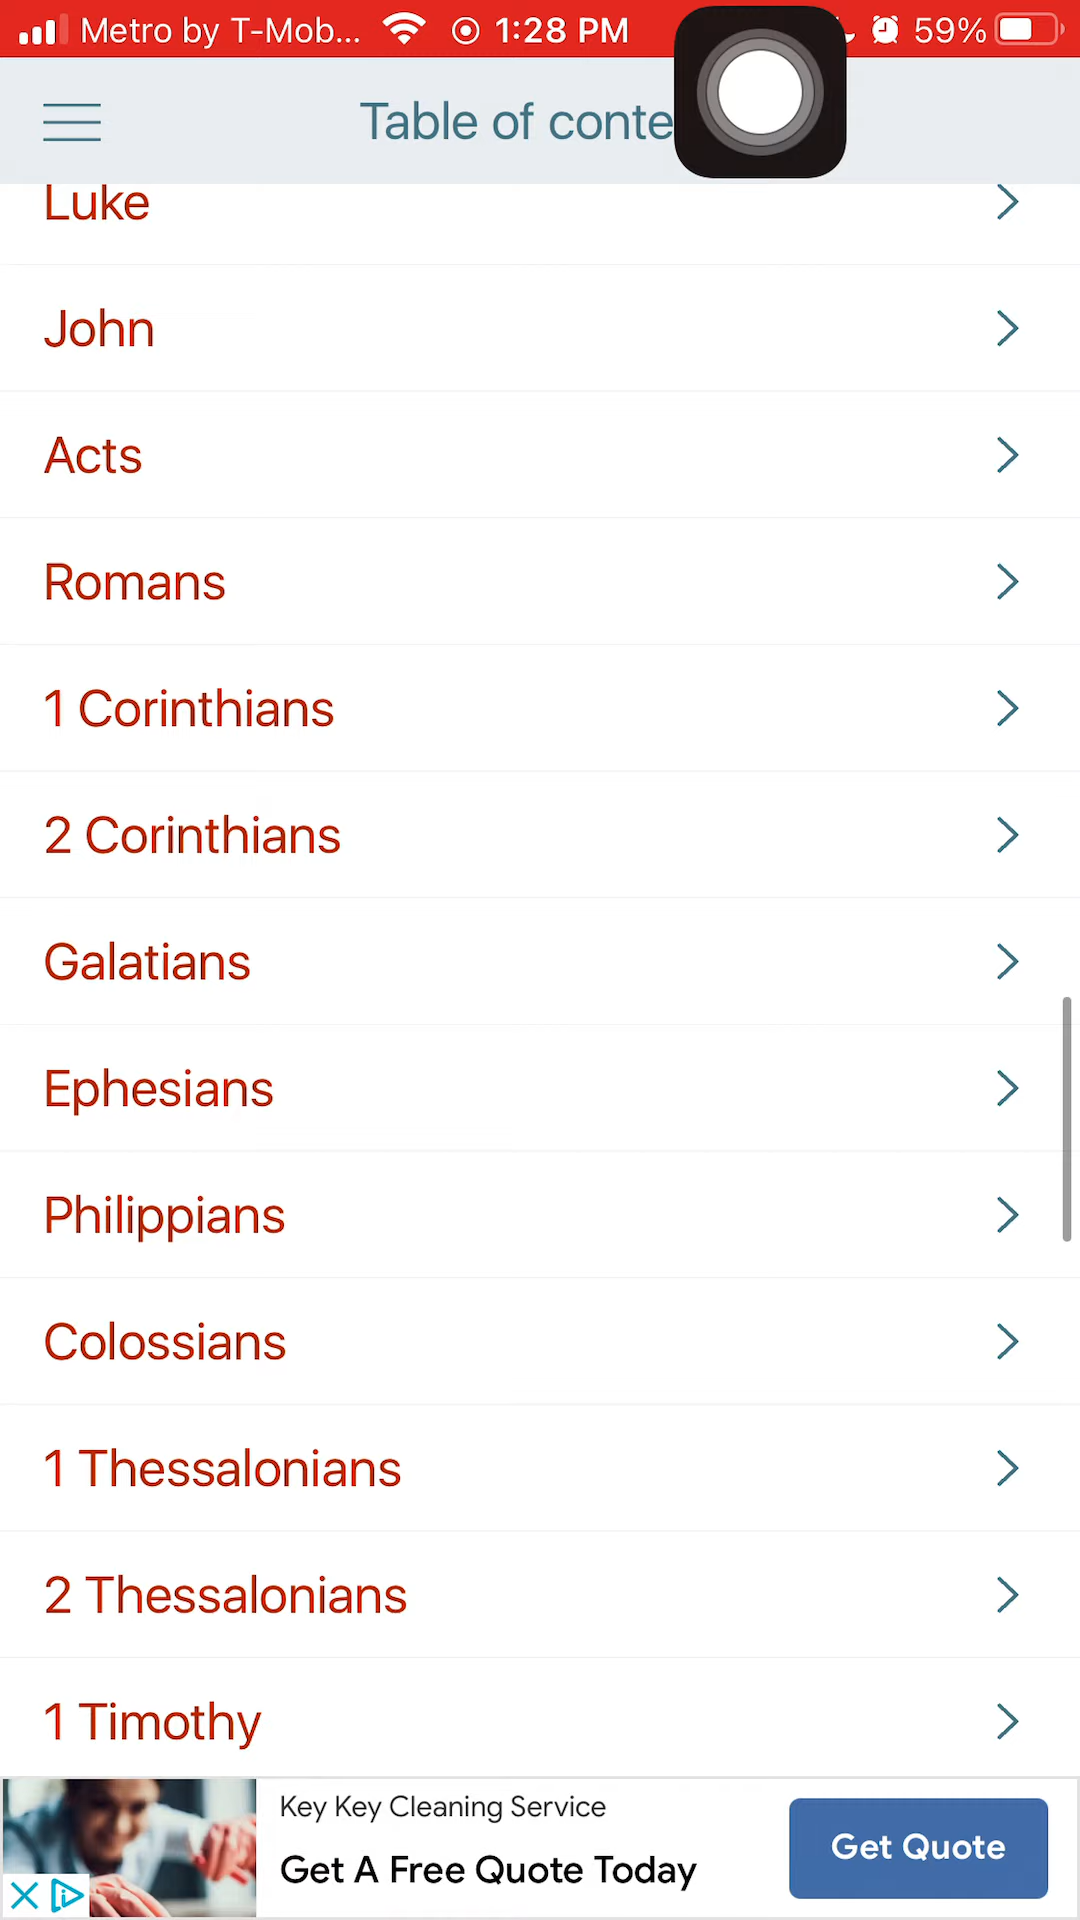 Metro by T-Mob... 1:28 PM 59%
Table of conte
Luke
John
Acts
Romans
1 Corinthians
2 Corinthians
Galatians
Ephesians
Philippians
Colossians
1 Thessalonians
2 Thessalonians
1 Timothy
Key Key Cleaning Service
Get A Free Quote Today
Get Quote